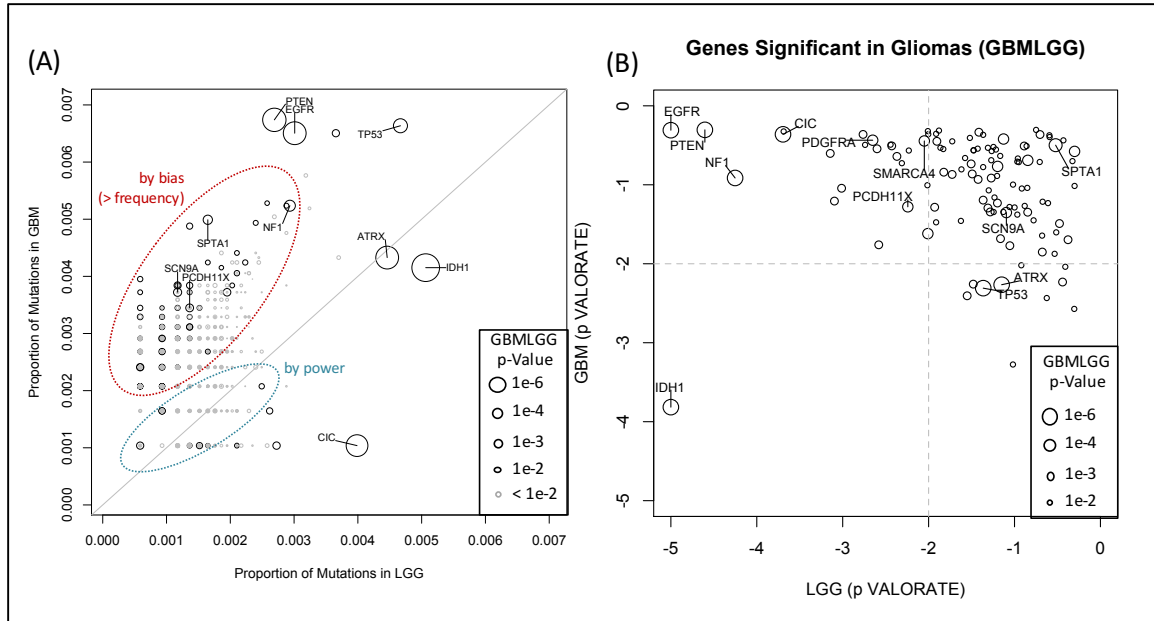 (A)
Proportion of Mutations in GBM
0.007
0.006
0.005
0.004
0.003
0.002
0.001
0.000
PTEN
EGFR
TP53
by bias
(> frequency)
SPTA1
NF1
ATRX
IDH1
SCN9A
PCDH11X
by power
CIC
GBMLGG
p-Value
1e-6
1e-4
1e-3
1e-2
< 1e-2
0.000 0.001 0.002 0.003 0.004 0.005 0.006 0.007
Proportion of Mutations in LGG
Genes Significant in Gliomas (GBMLGG)
(B)
GBM (p VALORATE)
0
-1
-2
-3
-4
-5
EGFR
PTEN
NF1
CIC
PDGFRA
SMARCA4
PCDH11X
SPTA1
SCN9A
ATRX
TP53
IDH1
GBMLGG
p-Value
1e-6
1e-4
1e-3
1e-2
-5 -4 -3 -2 -1 0
LGG (p VALORATE)